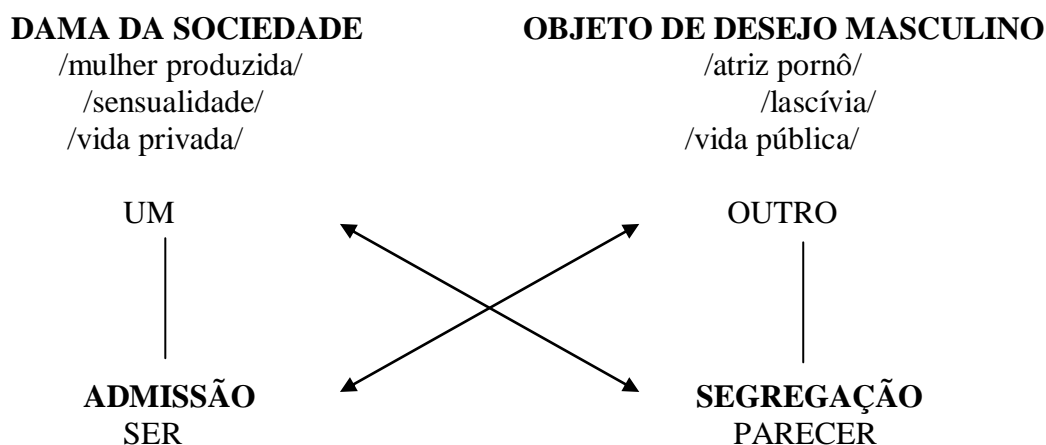 DAMA DA SOCIEDADE OBJETO DE DESEJO MASCULINO
/mulher produzida/ /atriz pornô/
/sensualidade/ /lascívia/
/vida privada/ /vida pública/
UM OUTRO
ADMISSÃO SEGREGAÇÃO
SER PARECER